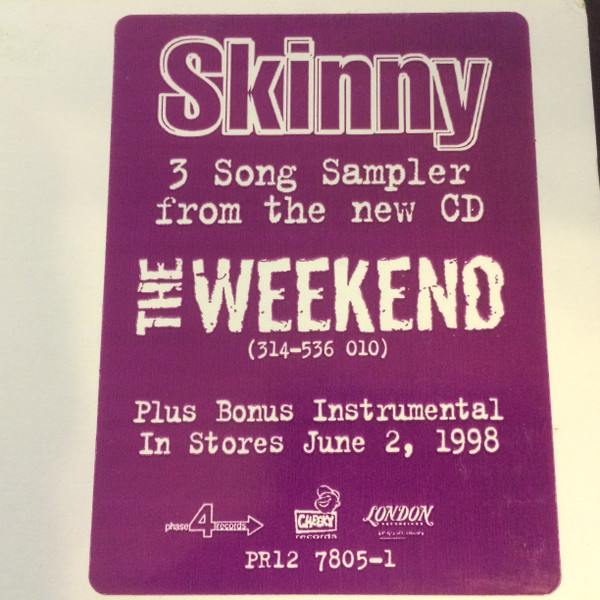 Skinny
3 Song Sampler
from the new CD
THE WEEKEND
(314-536 010)
Plus Bonus Instrumental
In Stores June 2, 1998
phase 4 records
CHEEKY
records
LONDON
RECORDINGS
PR12 7805-1